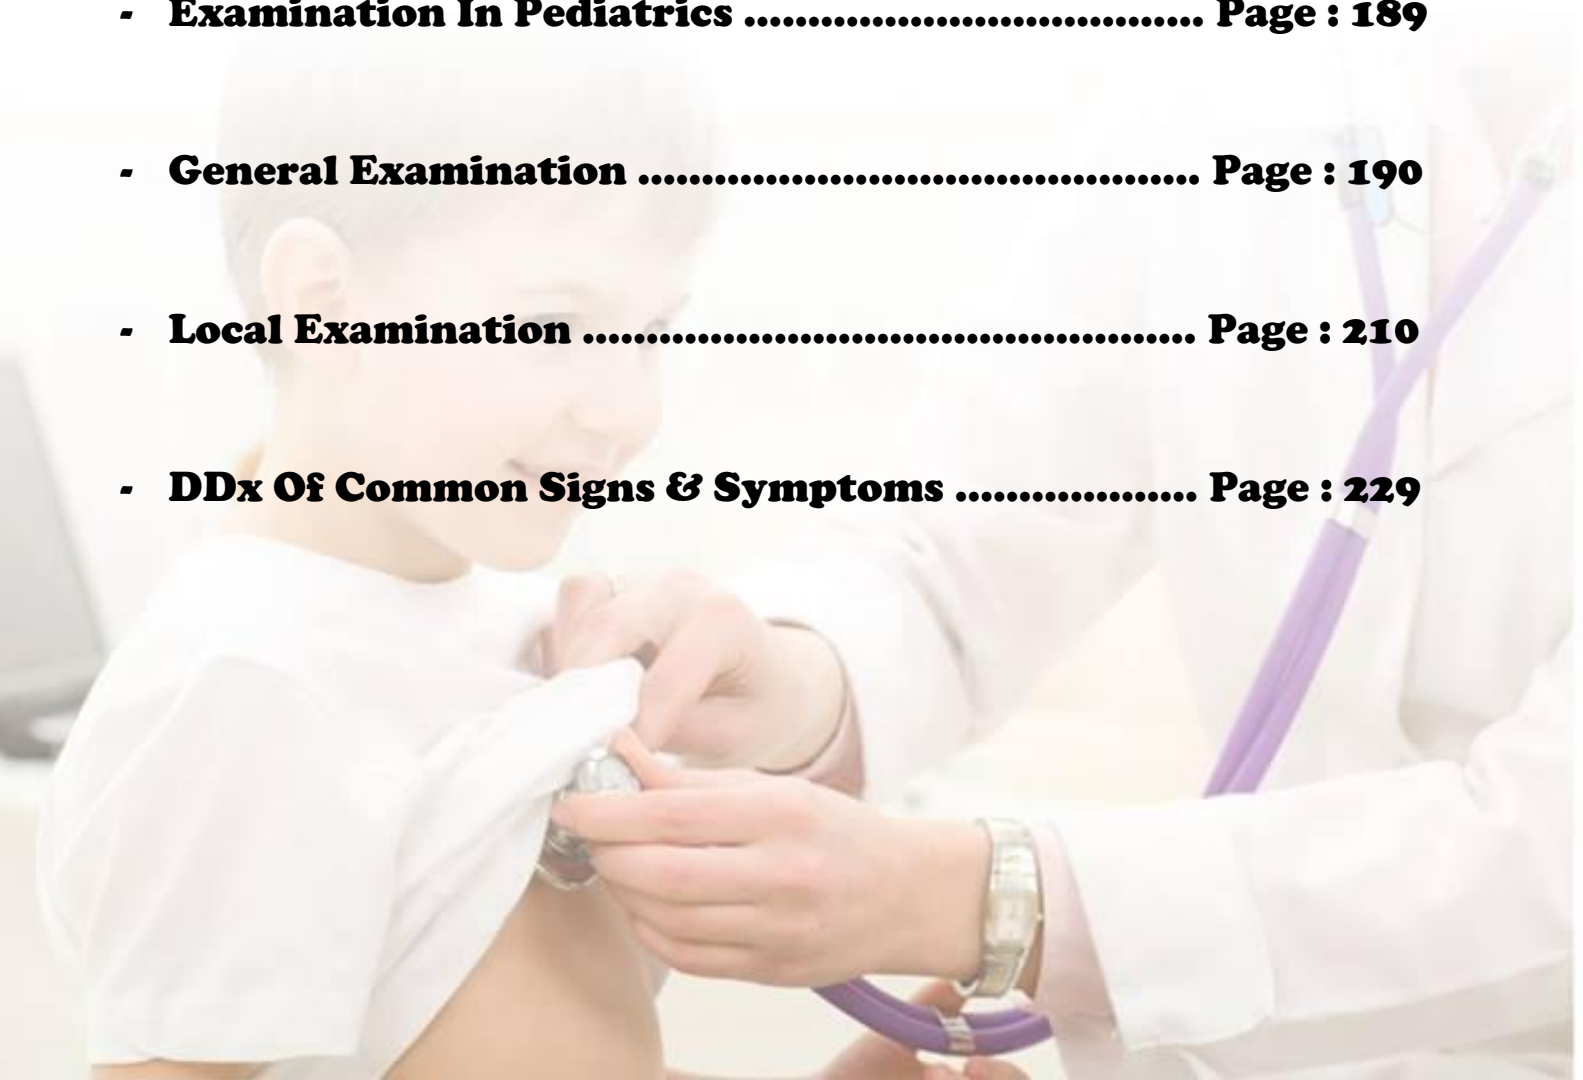 - Examination In Pediatrics .................................... Page : 189
- General Examination ............................................ Page : 190
- Local Examination ................................................ Page : 210
- DDx Of Common Signs & Symptoms ................... Page : 229